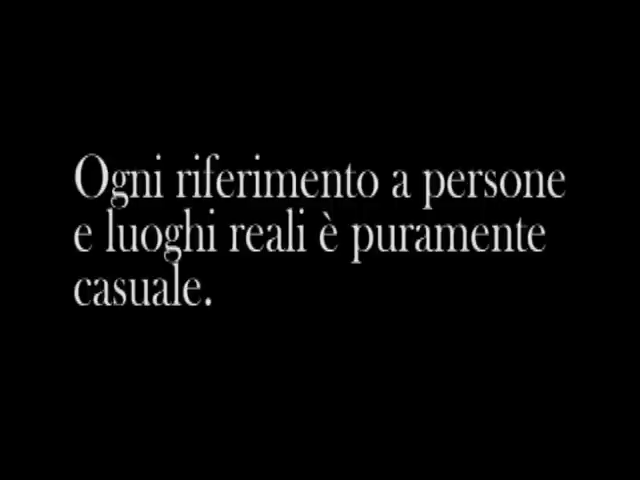 Ogni riferimento a persone
e luoghi reali è puramente
casuale.